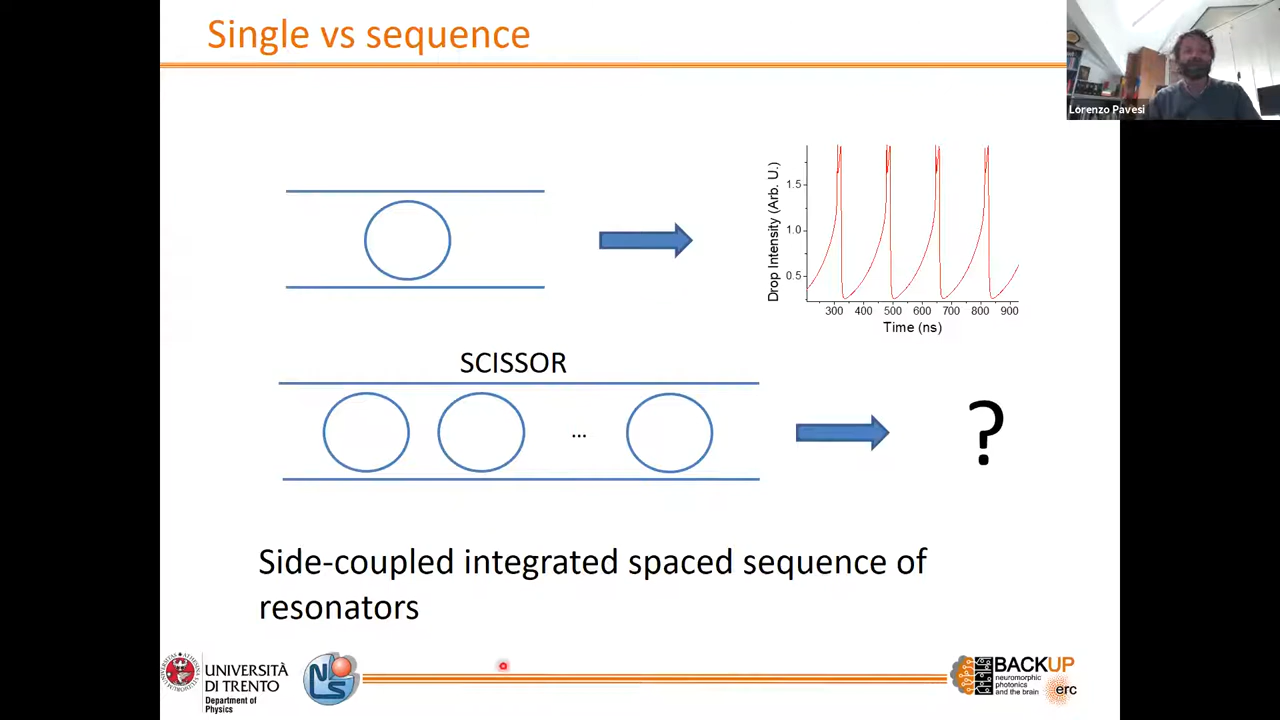 Single vs sequence
Lorenzo Pavesi
Drop Intensity (Arb. U.)
1.5
1.0
0.5
300 400 500 600 700 800 900
Time (ns)
SCISSOR
...
?
Side-coupled integrated spaced sequence of
resonators
UNIVERSITÀ
DI TRENTO
Department of
Physics
NLS
BACKUP
neuromorphic
photonics
and the brain
erc